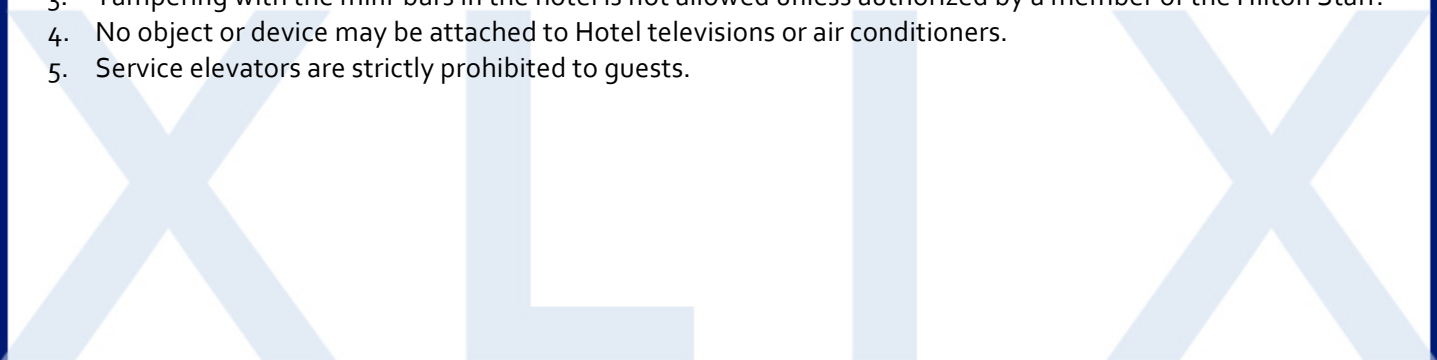 3. Tampering with the mini-bars in the hotel is not allowed unless authorized by a member of the Hilton Staff.
4. No object or device may be attached to Hotel televisions or air conditioners.
5. Service elevators are strictly prohibited to guests.
XLIX